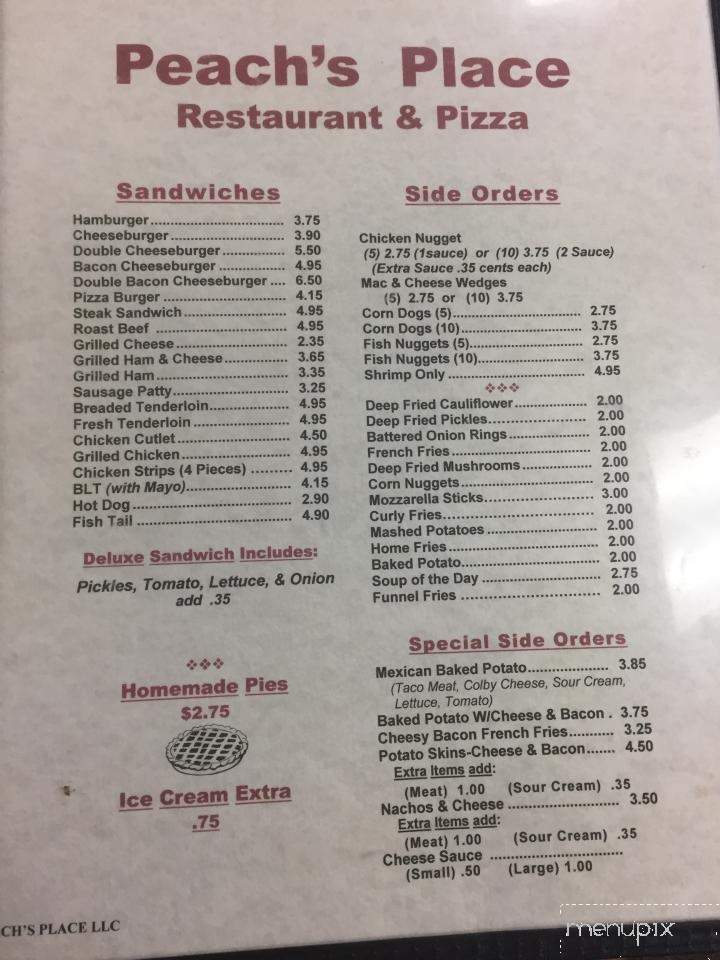 Peach's Place
Restaurant & Pizza
Sandwiches
Hamburger................................. 3.75
Cheeseburger............................ 3.90
Double Cheeseburger................ 5.50
Bacon Cheeseburger ................ 4.95
Double Bacon Cheeseburger .... 6.50
Pizza Burger .............................. 4.15
Steak Sandwich......................... 4.95
Roast Beef ................................ 4.95
Grilled Cheese........................... 2.35
Grilled Ham & Cheese............... 3.65
Grilled Ham................................ 3.35
Sausage Patty............................ 3.25
Breaded Tenderloin................... 4.95
Fresh Tenderloin ....................... 4.95
Chicken Cutlet........................... 4.50
Grilled Chicken.......................... 4.95
Chicken Strips (4 Pieces) ......... 4.95
BLT (with Mayo)......................... 4.15
Hot Dog ...................................... 2.90
Fish Tail ..................................... 4.90
Deluxe Sandwich Includes:
Pickles, Tomato, Lettuce, & Onion
add .35
Homemade Pies
$2.75
Ice Cream Extra
.75
Side Orders
Chicken Nugget
(5) 2.75 (1sauce) or (10) 3.75 (2 Sauce)
(Extra Sauce .35 cents each)
Mac & Cheese Wedges
(5) 2.75 or (10) 3.75
Corn Dogs (5)............................... 2.75
Corn Dogs (10)............................. 3.75
Fish Nuggets (5)........................... 2.75
Fish Nuggets (10)......................... 3.75
Shrimp Only ................................. 4.95
Deep Fried Cauliflower................. 2.00
Deep Fried Pickles....................... 2.00
Battered Onion Rings................... 2.00
French Fries................................. 2.00
Deep Fried Mushrooms................ 2.00
Corn Nuggets............................... 2.00
Mozzarella Sticks......................... 3.00
Curly Fries.................................... 2.00
Mashed Potatoes ......................... 2.00
Home Fries ................................... 2.00
Baked Potato................................ 2.00
Soup of the Day ........................... 2.75
Funnel Fries ................................. 2.00
Special Side Orders
Mexican Baked Potato.................... 3.85
(Taco Meat, Colby Cheese, Sour Cream,
Lettuce, Tomato)
Baked Potato W/Cheese & Bacon . 3.75
Cheesy Bacon French Fries........... 3.25
Potato Skins-Cheese & Bacon....... 4.50
Extra Items add:
(Meat) 1.00 (Sour Cream) .35
Nachos & Cheese ........................... 3.50
Extra Items add:
(Meat) 1.00 (Sour Cream) .35
Cheese Sauce .................................
(Small) .50 (Large) 1.00
CH'S PLACE LLC
menupix